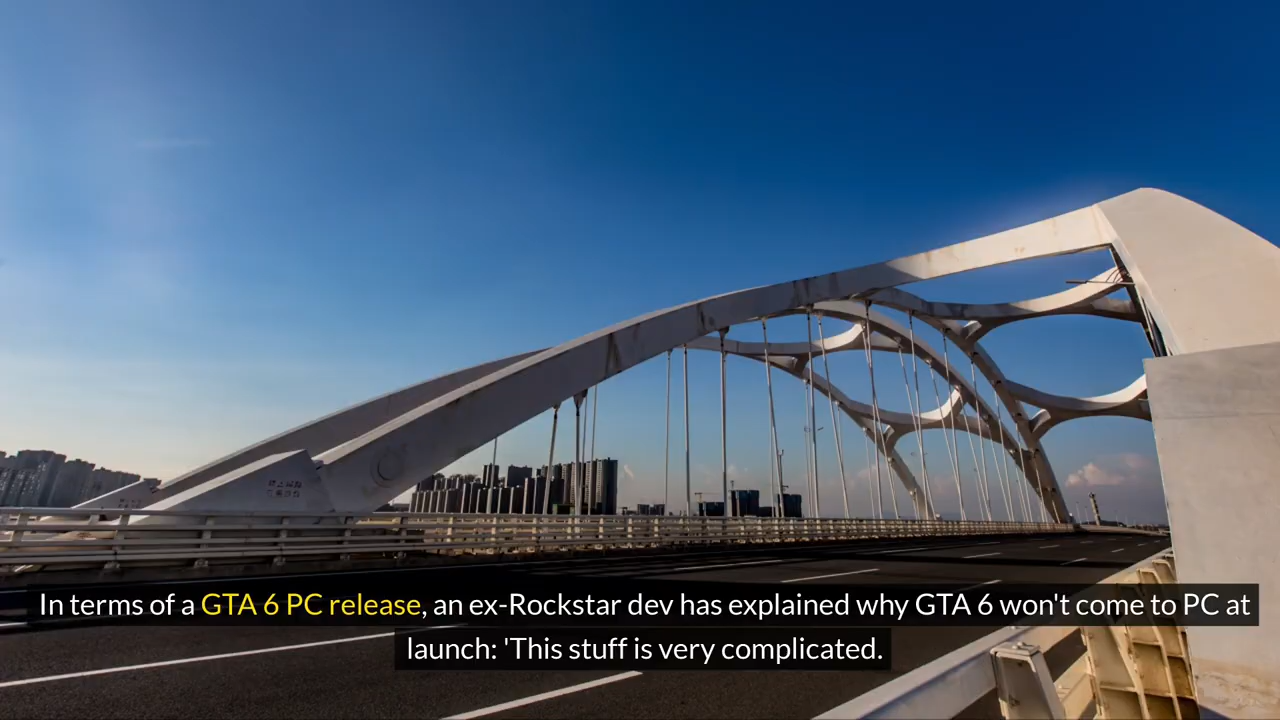 In terms of a GTA 6 PC release, an ex-Rockstar dev has explained why GTA 6 won't come to PC at
launch: 'This stuff is very complicated.